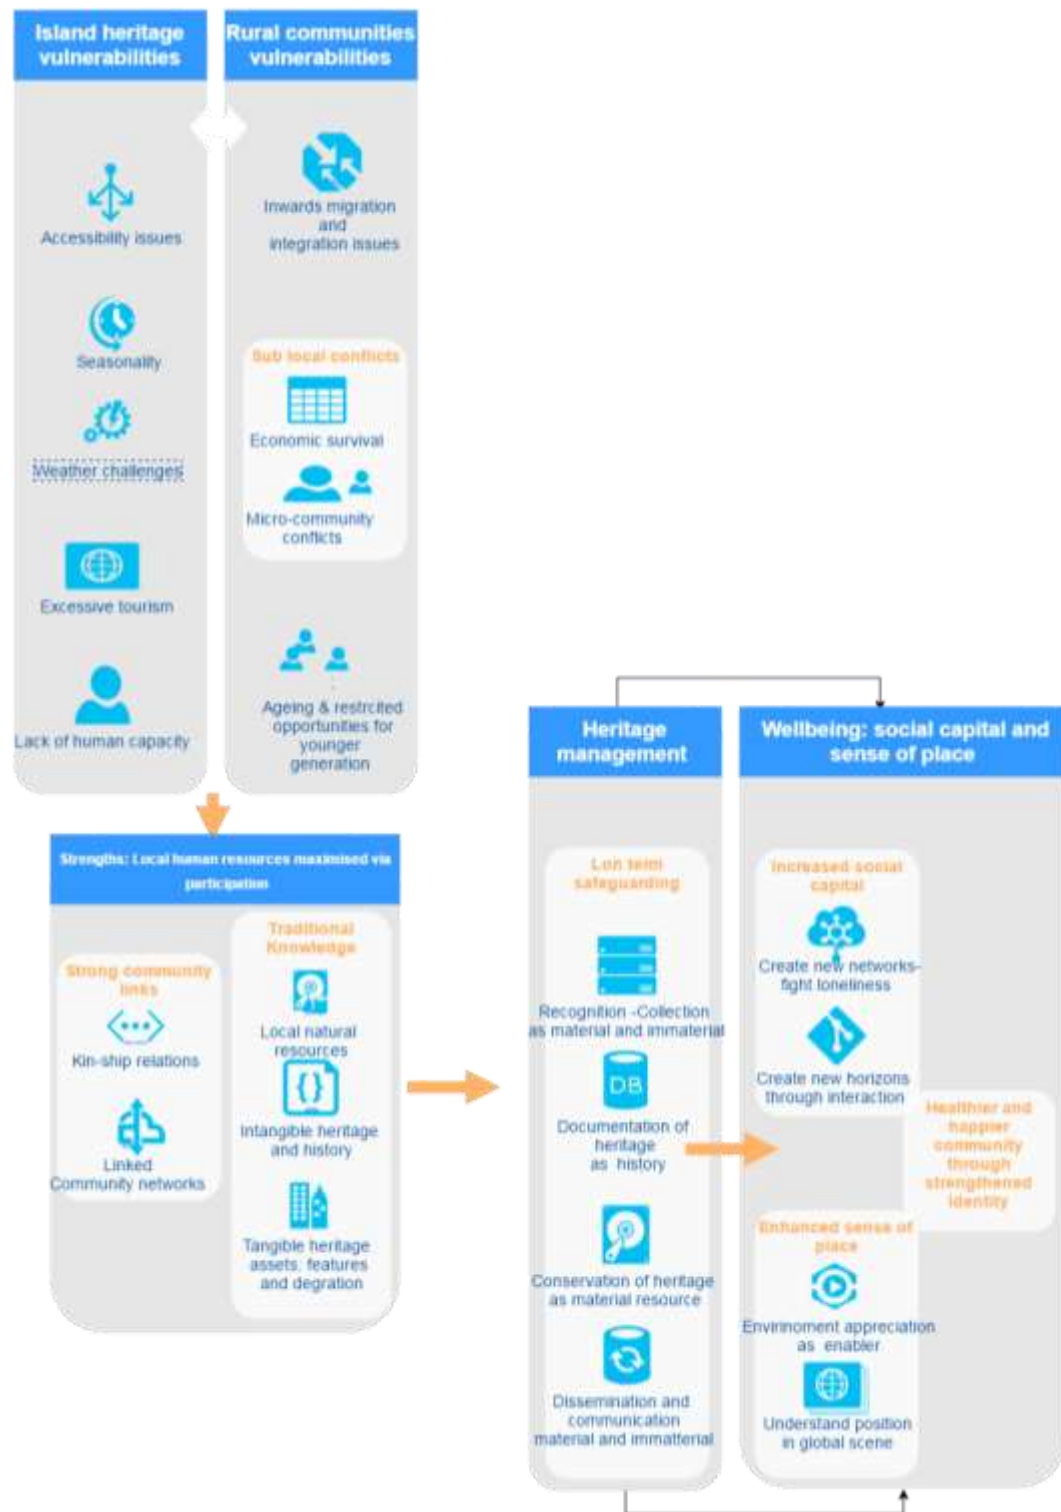 Island heritage
vulnerabilities
Accessibility issues
Seasonality
Weather challenges
Excessive tourism
Lack of human capacity
Rural communities
vulnerabilities
Inwards migration
and
integration issues
Sub local conflicts
Economic survival
Micro-community
conflicts
Ageing & restrcited
opportunities for
younger
generation
Strengths: Local human resources maximised via
participation
Strong community
links
Kin-ship relations
Linked
Community networks
Traditional
Knowledge
Local natural
resources
{}
Intangible heritage
and history
Tangible heritage
assets: features
and degration
Heritage
management
Lon term
safeguarding
Recognition -Collection
as material and immaterial
DB
Documentation of
heritage
as history
Conservation of heritage
as material resource
Dissemination and
communication
material and immatterial
Wellbeing: social capital and
sense of place
Increased social
capital
Create new networks-
fight loneliness
Create new horizons
through interaction
Healthier and
happier
community
through
strengthened
identity
Enhanced sense of
place
Envirinoment appreciation
as enabler
Understand position
in global scene